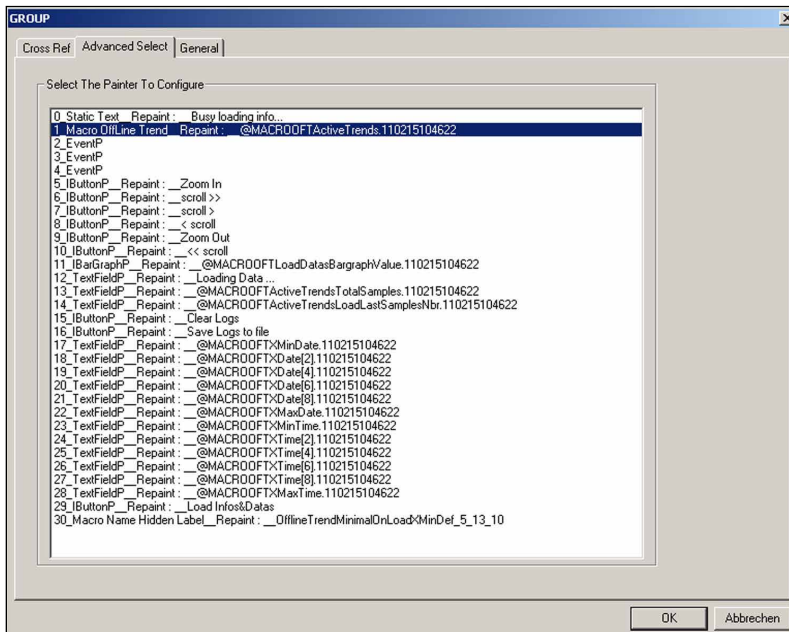 GROUP
Cross Ref Advanced Select General
Select The Painter To Configure
0_Static Text__Repaint : __Busy loading info...
1_Macro OffLine Trend__Repaint : __@MACROOFTActiveTrends.110215104622
2_EventP
3_EventP
4_EventP
5_IButtonP__Repaint : __Zoom In
6_IButtonP__Repaint : __scroll >>
7_IButtonP__Repaint : __scroll >
8_IButtonP__Repaint : __< scroll
9_IButtonP__Repaint : __Zoom Out
10_IButtonP__Repaint : __<< scroll
11_IBarGraphP__Repaint : __@MACROOFTLoadDatasBargraphValue.110215104622
12_TextFieldP__Repaint : __Loading Data ...
13_TextFieldP__Repaint : __@MACROOFTActiveTrendsTotalSamples.110215104622
14_TextFieldP__Repaint : __@MACROOFTActiveTrendsLoadLastSamplesNbr.110215104622
15_IButtonP__Repaint : __Clear Logs
16_IButtonP__Repaint : __Save Logs to file
17_TextFieldP__Repaint : __@MACROOFTXMinDate.110215104622
18_TextFieldP__Repaint : __@MACROOFTXDate[2].110215104622
19_TextFieldP__Repaint : __@MACROOFTXDate[4].110215104622
20_TextFieldP__Repaint : __@MACROOFTXDate[6].110215104622
21_TextFieldP__Repaint : __@MACROOFTXDate[8].110215104622
22_TextFieldP__Repaint : __@MACROOFTXMaxDate.110215104622
23_TextFieldP__Repaint : __@MACROOFTXMinTime.110215104622
24_TextFieldP__Repaint : __@MACROOFTXTime[2].110215104622
25_TextFieldP__Repaint : __@MACROOFTXTime[4].110215104622
26_TextFieldP__Repaint : __@MACROOFTXTime[6].110215104622
27_TextFieldP__Repaint : __@MACROOFTXTime[8].110215104622
28_TextFieldP__Repaint : __@MACROOFTXMaxTime.110215104622
29_IButtonP__Repaint : __Load Infos&Datas
30_Macro Name Hidden Label__Repaint : __OfflineTrendMinimalOnLoadXMinDef_5_13_10
OK Abbrechen